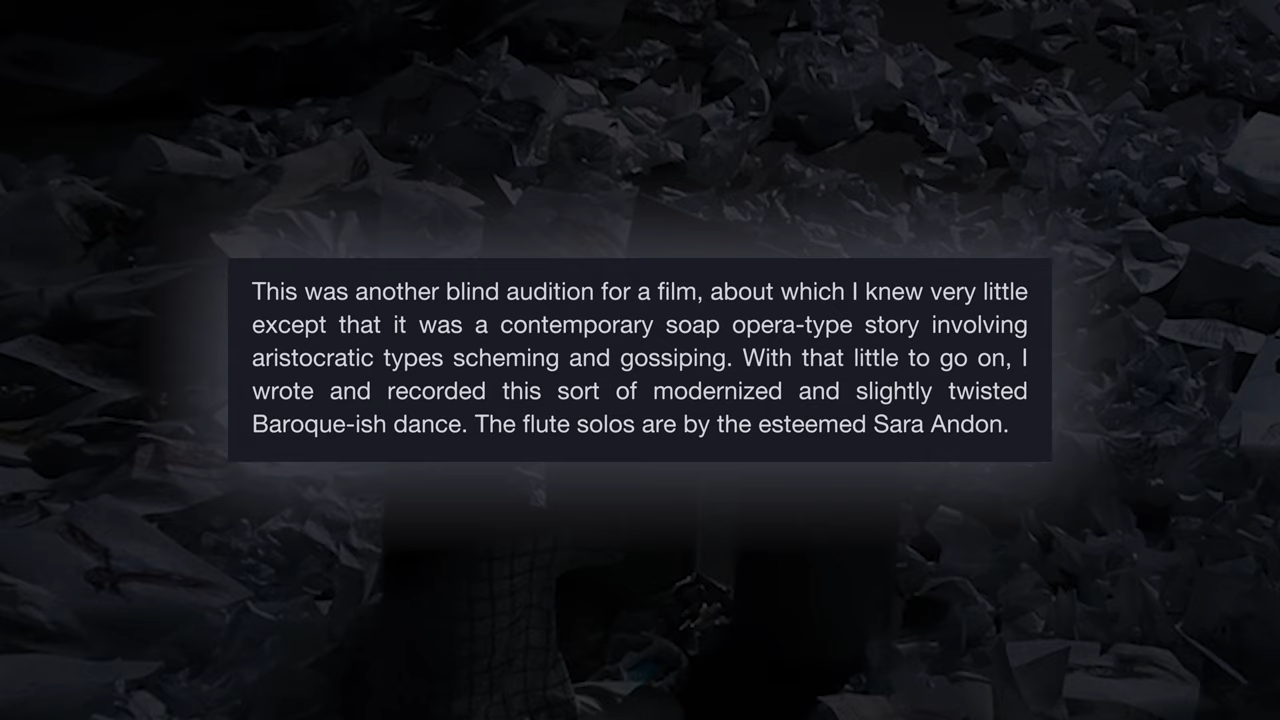 This was another blind audition for a film, about which I knew very little
except that it was a contemporary soap opera-type story involving
aristocratic types scheming and gossiping. With that little to go on, I
wrote and recorded this sort of modernized and slightly twisted
Baroque-ish dance. The flute solos are by the esteemed Sara Andon.